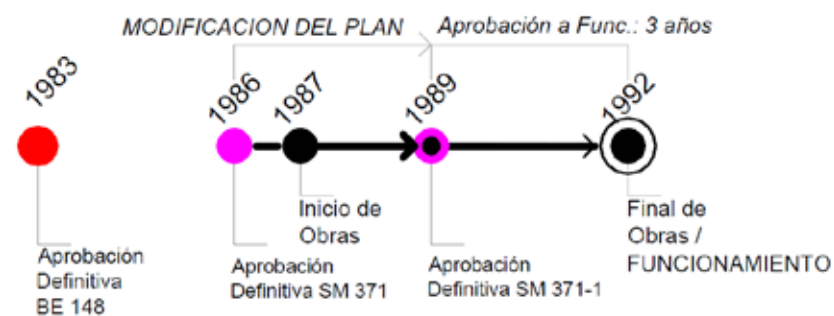 MODIFICACION DEL PLAN
Aprobación a Func.: 3 años
1983
1986
1987
1989
1992
Aprobación
Definitiva
BE 148
Aprobación
Definitiva SM 371
Inicio de
Obras
Aprobación
Definitiva SM 371-1
Final de
Obras /
FUNCIONAMIENTO